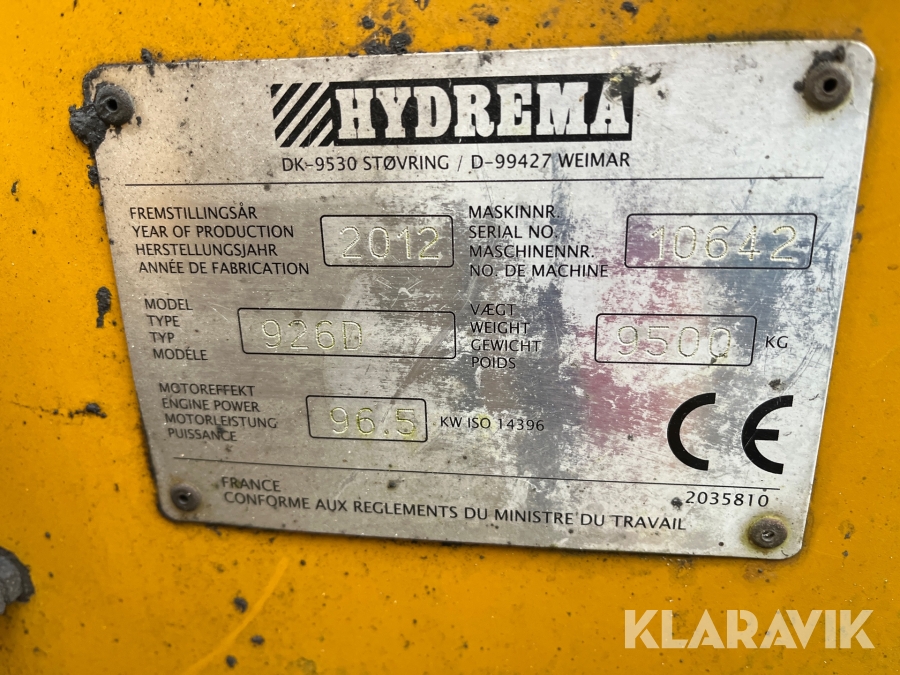 HYDREMA
DK-9530 STØVRING / D-99427 WEIMAR
FREMSTILLINGSÅR
YEAR OF PRODUCTION
HERSTELLUNGSJAHR
ANNÉE DE FABRICATION
2012
MASKINNR.
SERIAL NO.
MASCHINENNR.
NO. DE MACHINE
10642
MODEL
TYPE
TYP
MODÉLE
926D
VÆGT
WEIGHT
GEWICHT
POIDS
9500 KG
MOTOREFFEKT
ENGINE POWER
MOTORLEISTUNG
PUISSANCE
96.5 KW ISO 14396
CE
FRANCE
CONFORME AUX REGLEMENTS DU MINISTRE DU TRAVAIL
2035810
KLARAVIK